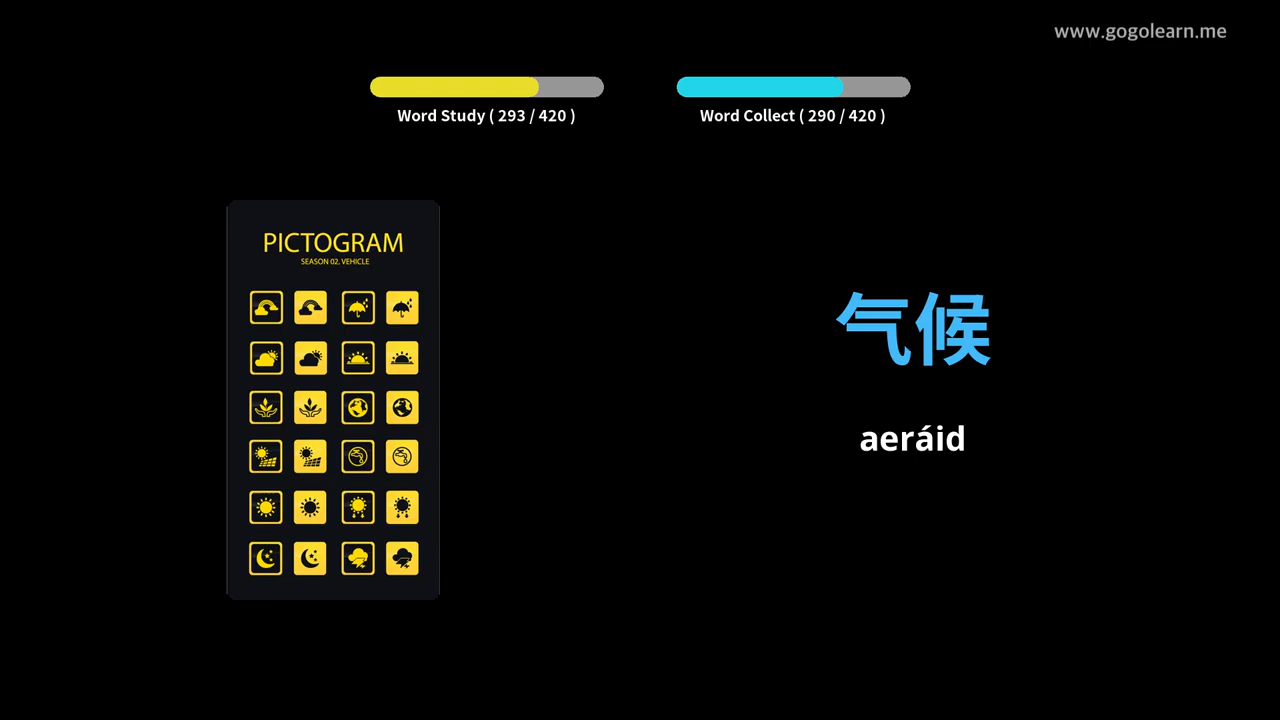 www.gogolearn.me
Word Study ( 293 / 420 )
Word Collect ( 290 / 420 )
PICTOGRAM
SEASON 02. VEHICLE
气候
aeráid